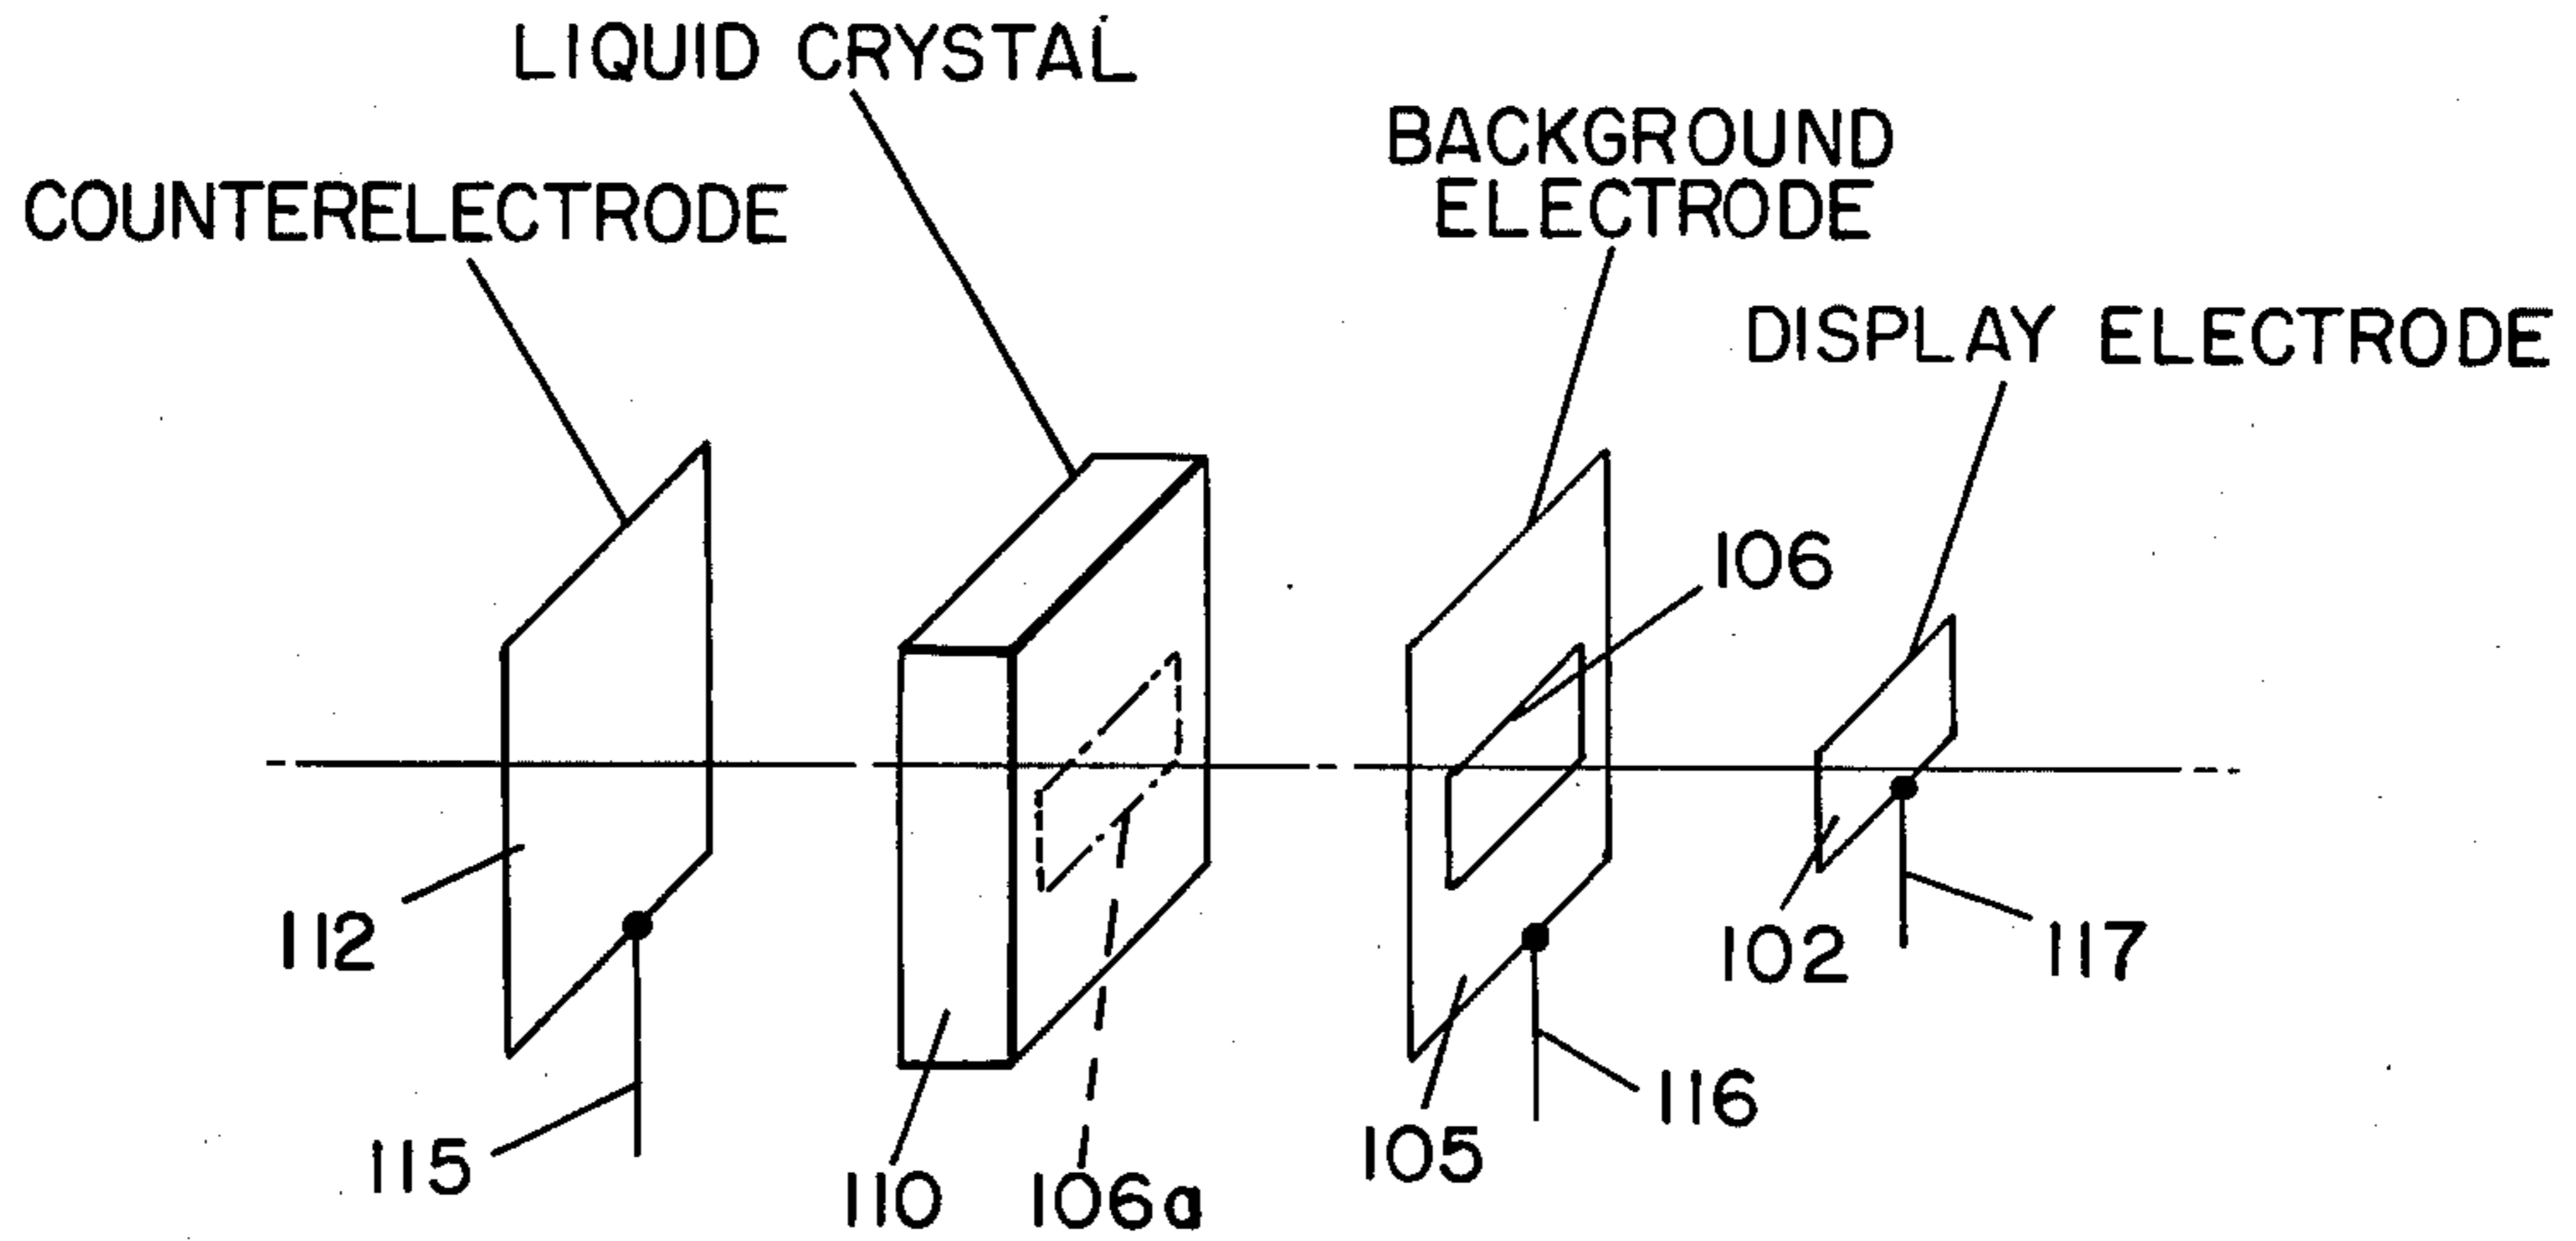 LIQUID CRYSTAL
BACKGROUND
ELECTRODE
COUNTERELECTRODE
DISPLAY ELECTRODE
106
112
102
117
116
105
115
110
106a